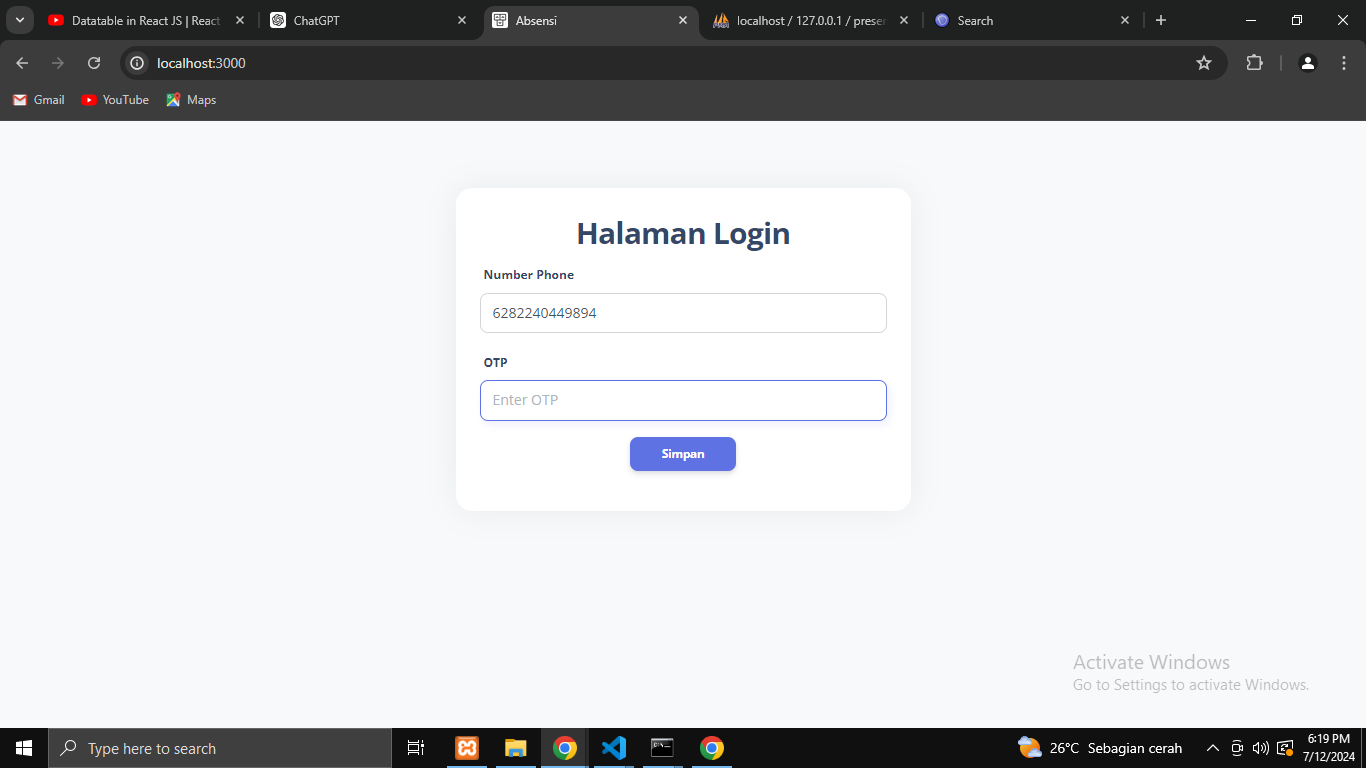 Datatable in React JS | React
ChatGPT
Absensi
localhost / 127.0.0.1 / preser
Search
localhost:3000
Gmail
YouTube
Maps
Halaman Login
Number Phone
6282240449894
OTP
Enter OTP
Simpan
Activate Windows
Go to Settings to activate Windows.
Type here to search
26°C Sebagian cerah
6:19 PM
7/12/2024